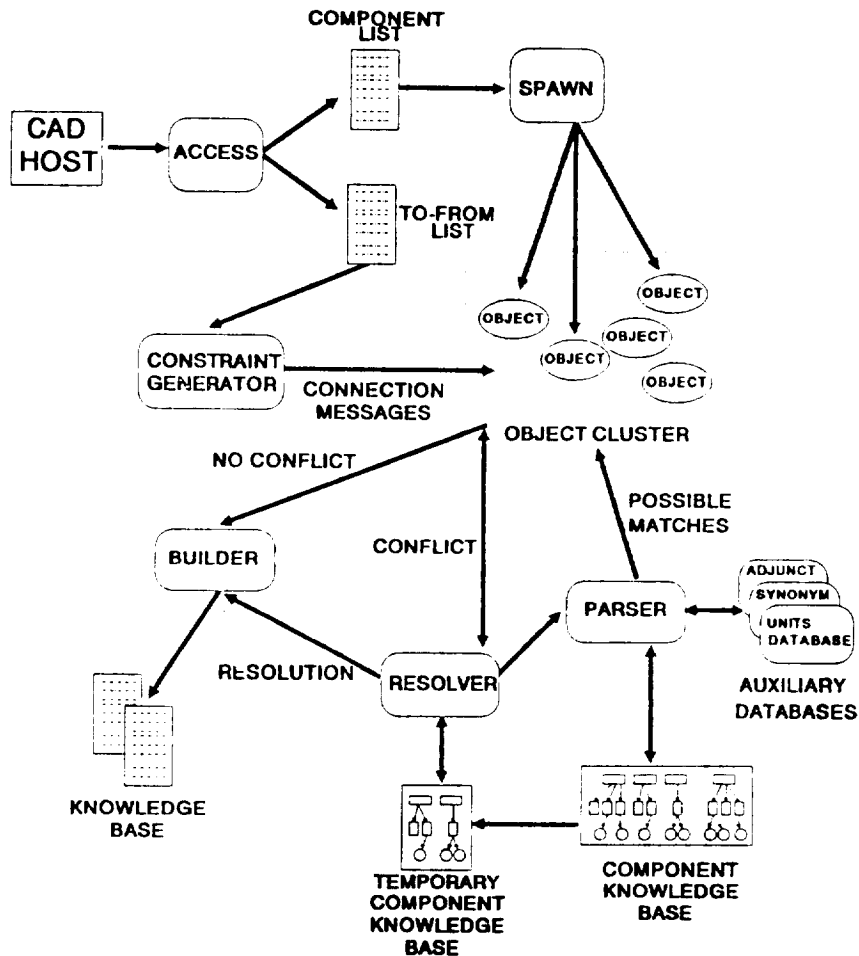 COMPONENT
LIST
CAD
HOST
ACCESS
SPAWN
TO-FROM
LIST
OBJECT
OBJECT
OBJECT
OBJECT
OBJECT
CONSTRAINT
GENERATOR
CONNECTION
MESSAGES
OBJECT CLUSTER
NO CONFLICT
CONFLICT
POSSIBLE
MATCHES
BUILDER
PARSER
ADJUNCT
SYNONYM
UNITS
DATABASE
AUXILIARY
DATABASES
RESOLUTION
RESOLVER
KNOWLEDGE
BASE
TEMPORARY
COMPONENT
KNOWLEDGE
BASE
COMPONENT
KNOWLEDGE
BASE